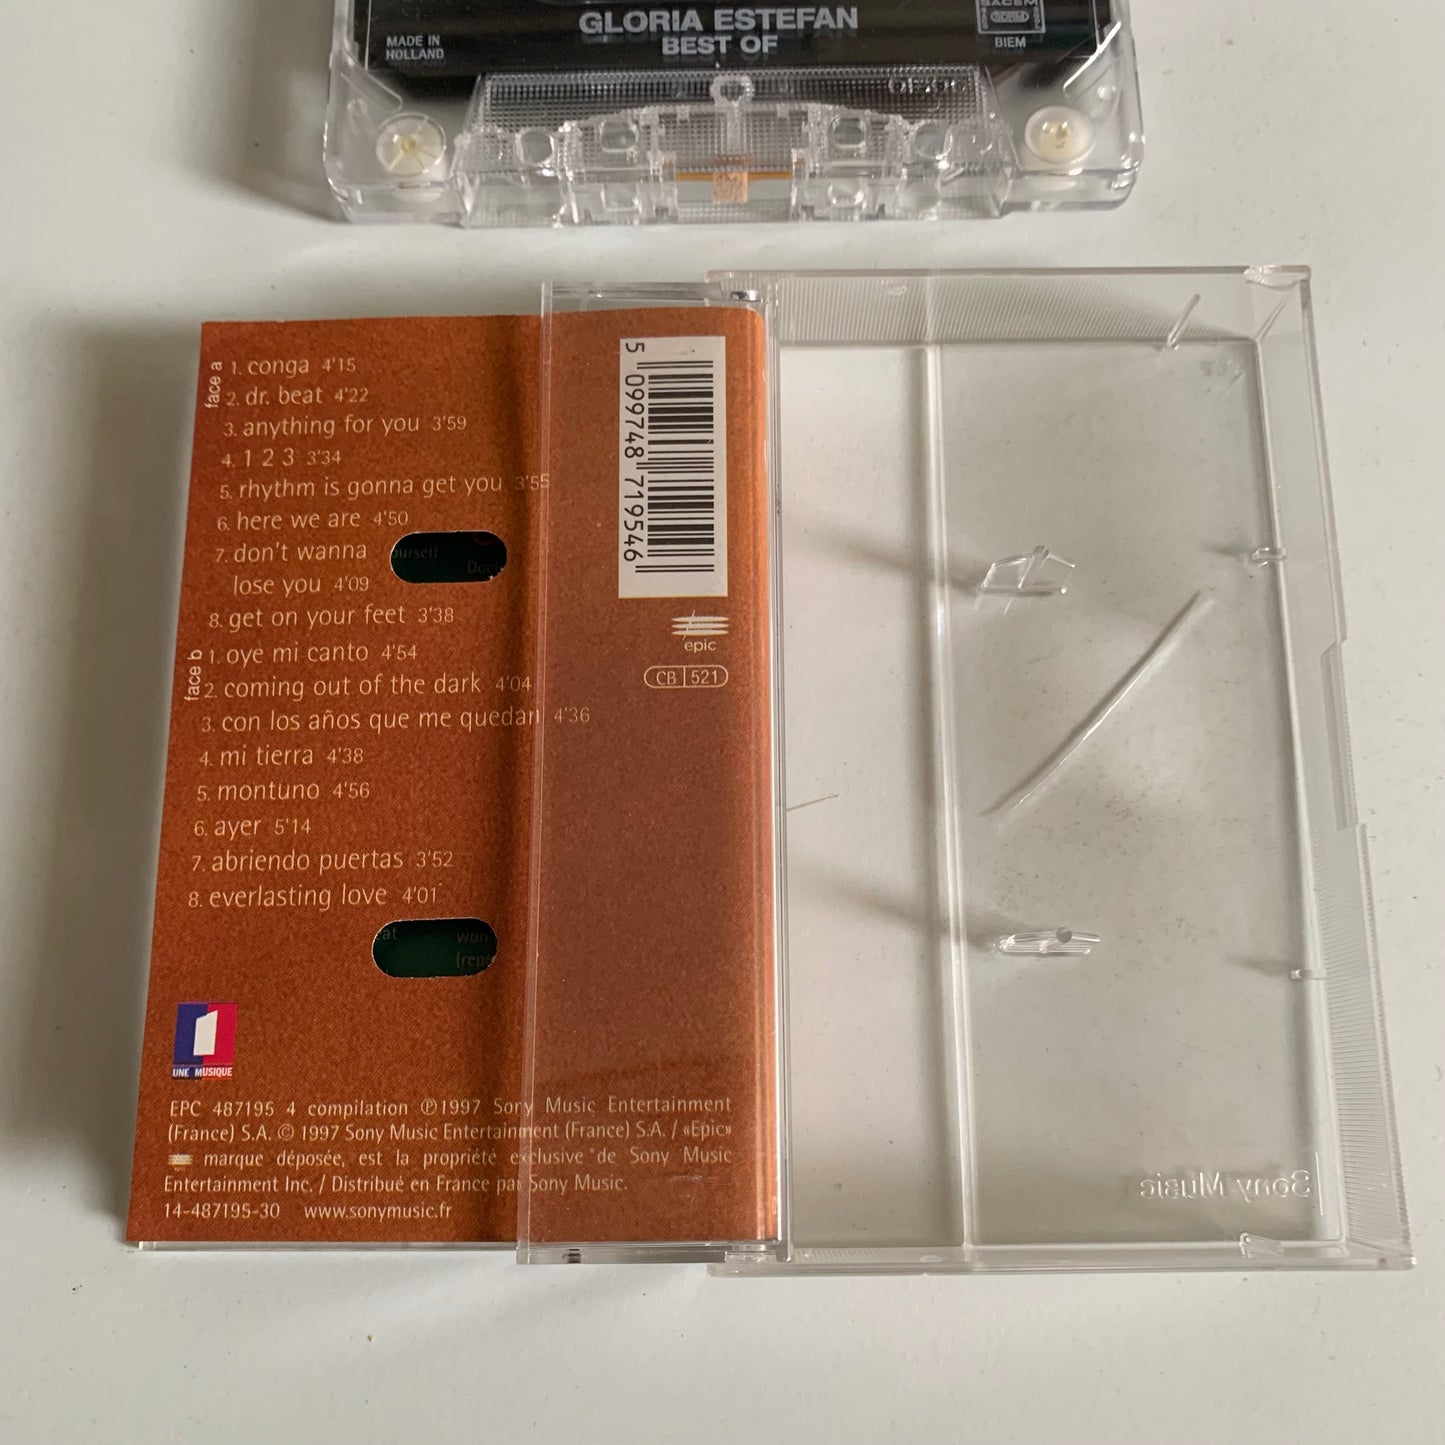 GLORIA ESTEFAN
BEST OF
MADE IN
HOLLAND
SACEM
BIEM
face a
1. conga 4'15
2. dr. beat 4'22
3. anything for you 3'59
4. 1 2 3 3'34
5. rhythm is gonna get you 3'55
6. here we are 4'50
7. don't wanna
lose you 4'09
8. get on your feet 3'38
face b
1. oye mi canto 4'54
2. coming out of the dark 4'04
3. con los años que me quedan 4'36
4. mi tierra 4'38
5. montuno 4'56
6. ayer 5'14
7. abriendo puertas 3'52
8. everlasting love 4'01
ourself
won
(repe
5 099748 719546
epic
CB 521
1
UNE MUSIQUE
EPC 487195 4 compilation ℗1997 Sony Music Entertainment
(France) S.A. © 1997 Sony Music Entertainment (France) S.A. / «Epic»
marque déposée, est la propriété exclusive de Sony Music
Entertainment Inc. / Distribué en France par Sony Music.
14-487195-30 www.sonymusic.fr
Sony Music